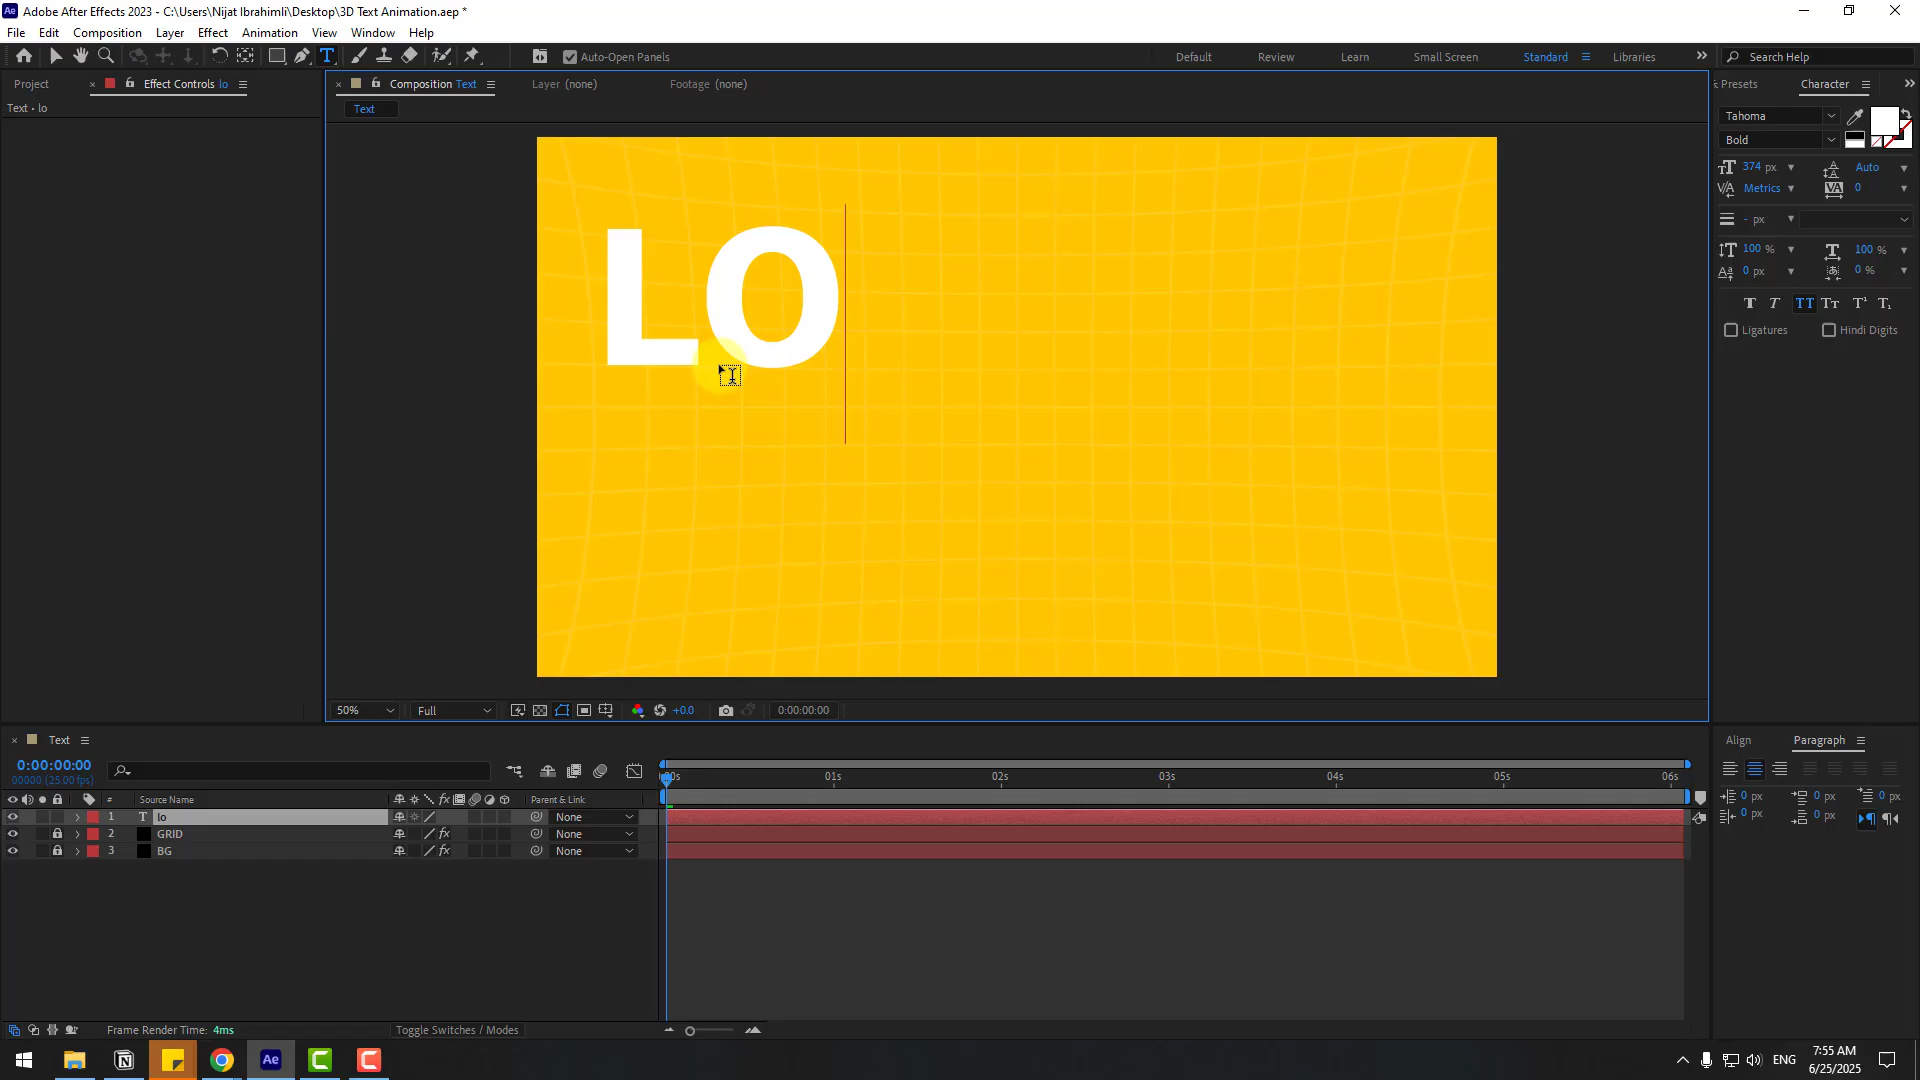 Adobe After Effects 2023 - C:\Users\Nijat Ibrahimli\Desktop\3D Text Animation.aep *
File Edit Composition Layer Effect Animation View Window Help
Auto-Open Panels Default Review Learn Small Screen Standard Libraries Search Help
Project Effect Controls lo Composition Text Layer (none) Footage (none) Presets Character
Text • lo
Text
Tahoma
Bold
374 px Auto
Metrics 0
- px
100 % 100 %
0 px 0 %
Ligatures Hindi Digits
LO
50% Full +0.0 0:00:00:00
Text Align Paragraph
0:00:00:00
00000 (25.00 fps)
:00s 01s 02s 03s 04s 05s 06s
# Source Name Parent & Link
0 px 0 px 0 px
0 px 0 px
1 T lo None
2 GRID fx None
3 BG fx None
Frame Render Time: 4ms Toggle Switches / Modes
ENG 7:55 AM
6/25/2025